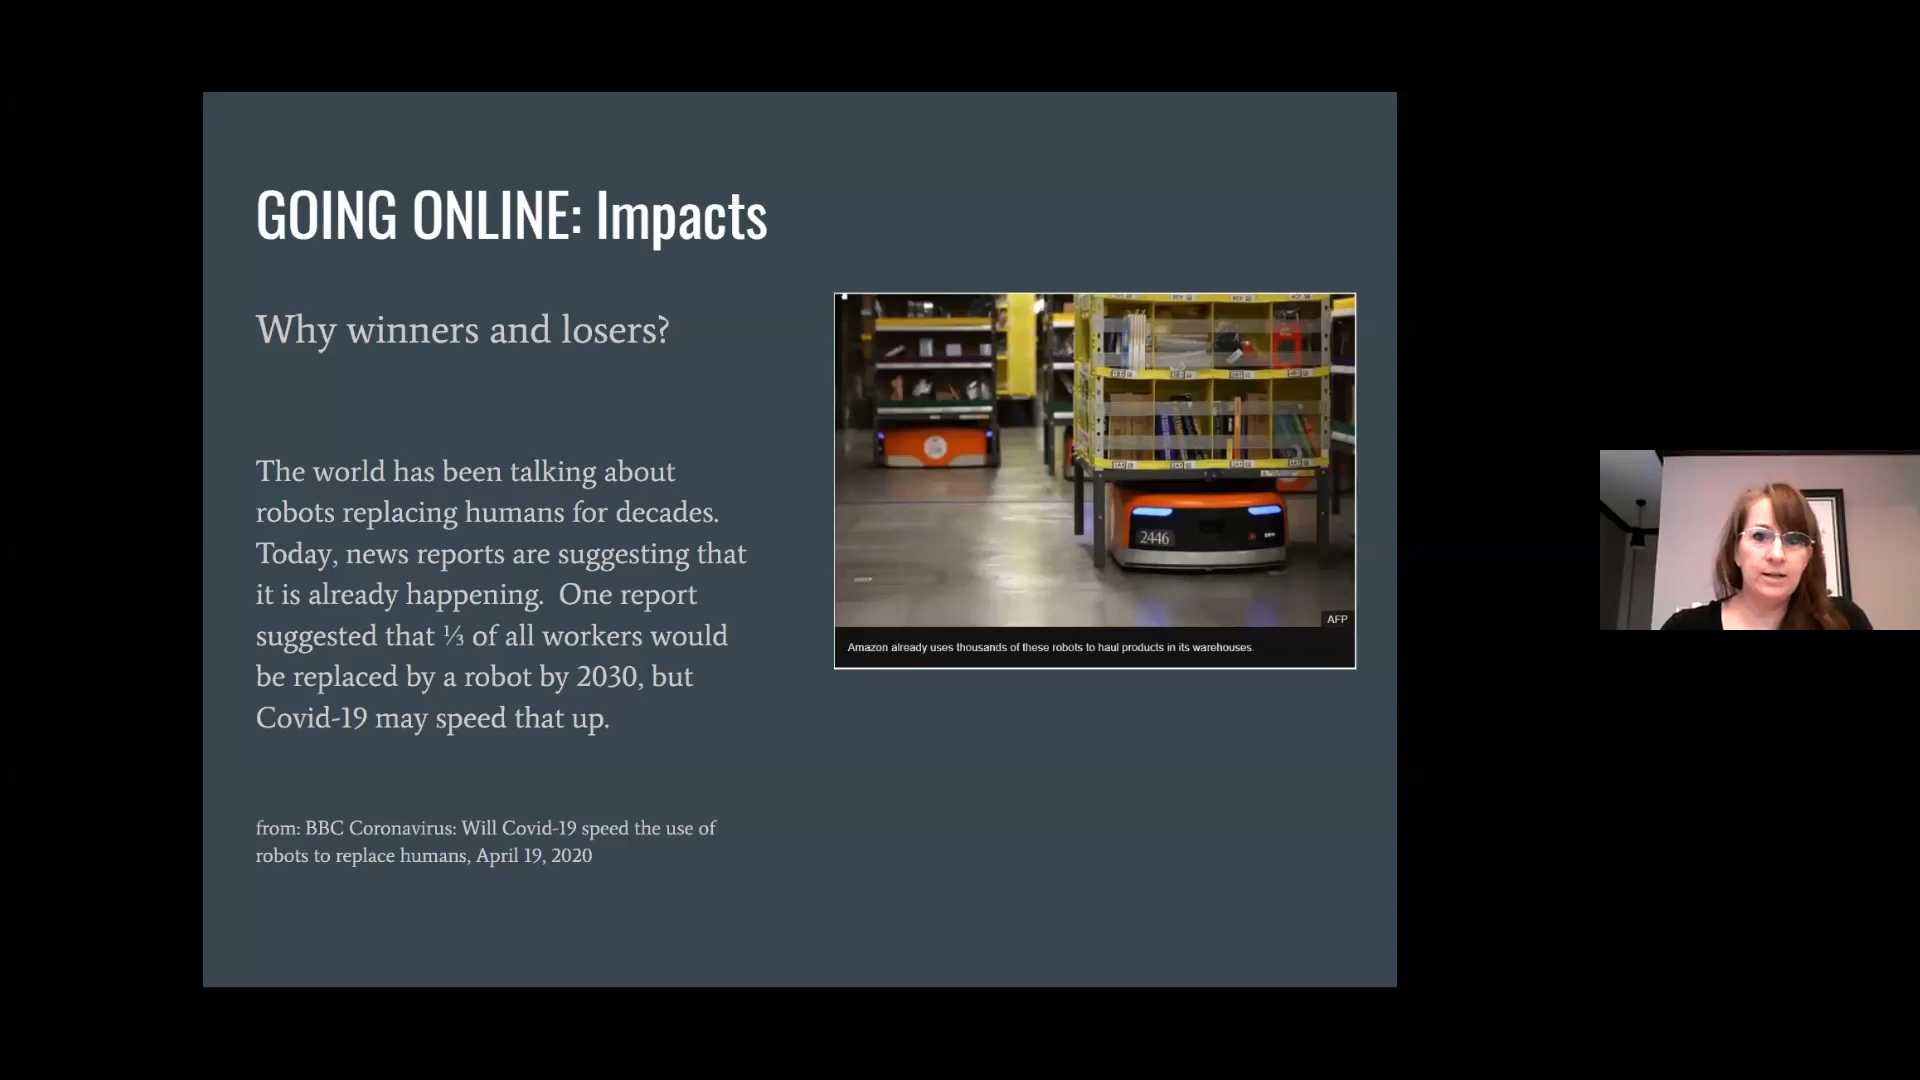 GOING ONLINE: Impacts
Why winners and losers?
The world has been talking about
robots replacing humans for decades.
Today, news reports are suggesting that
it is already happening.  One report
suggested that ⅓ of all workers would
be replaced by a robot by 2030, but
Covid-19 may speed that up.
from: BBC Coronavirus: Will Covid-19 speed the use of
robots to replace humans, April 19, 2020
2446
AFP
Amazon already uses thousands of these robots to haul products in its warehouses.